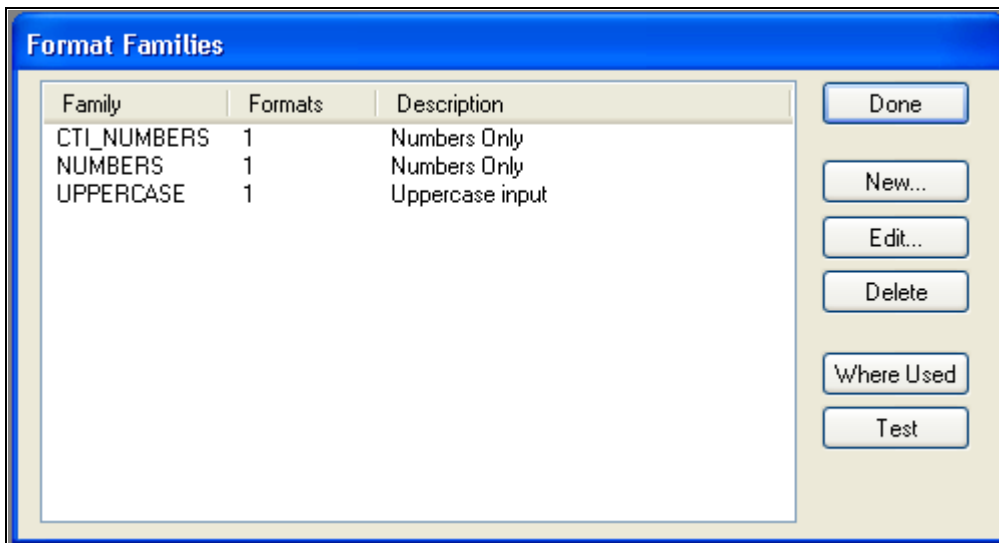 Format Families
Family Formats Description
CTI_NUMBERS 1 Numbers Only
NUMBERS 1 Numbers Only
UPPERCASE 1 Uppercase input
Done
New...
Edit...
Delete
Where Used
Test